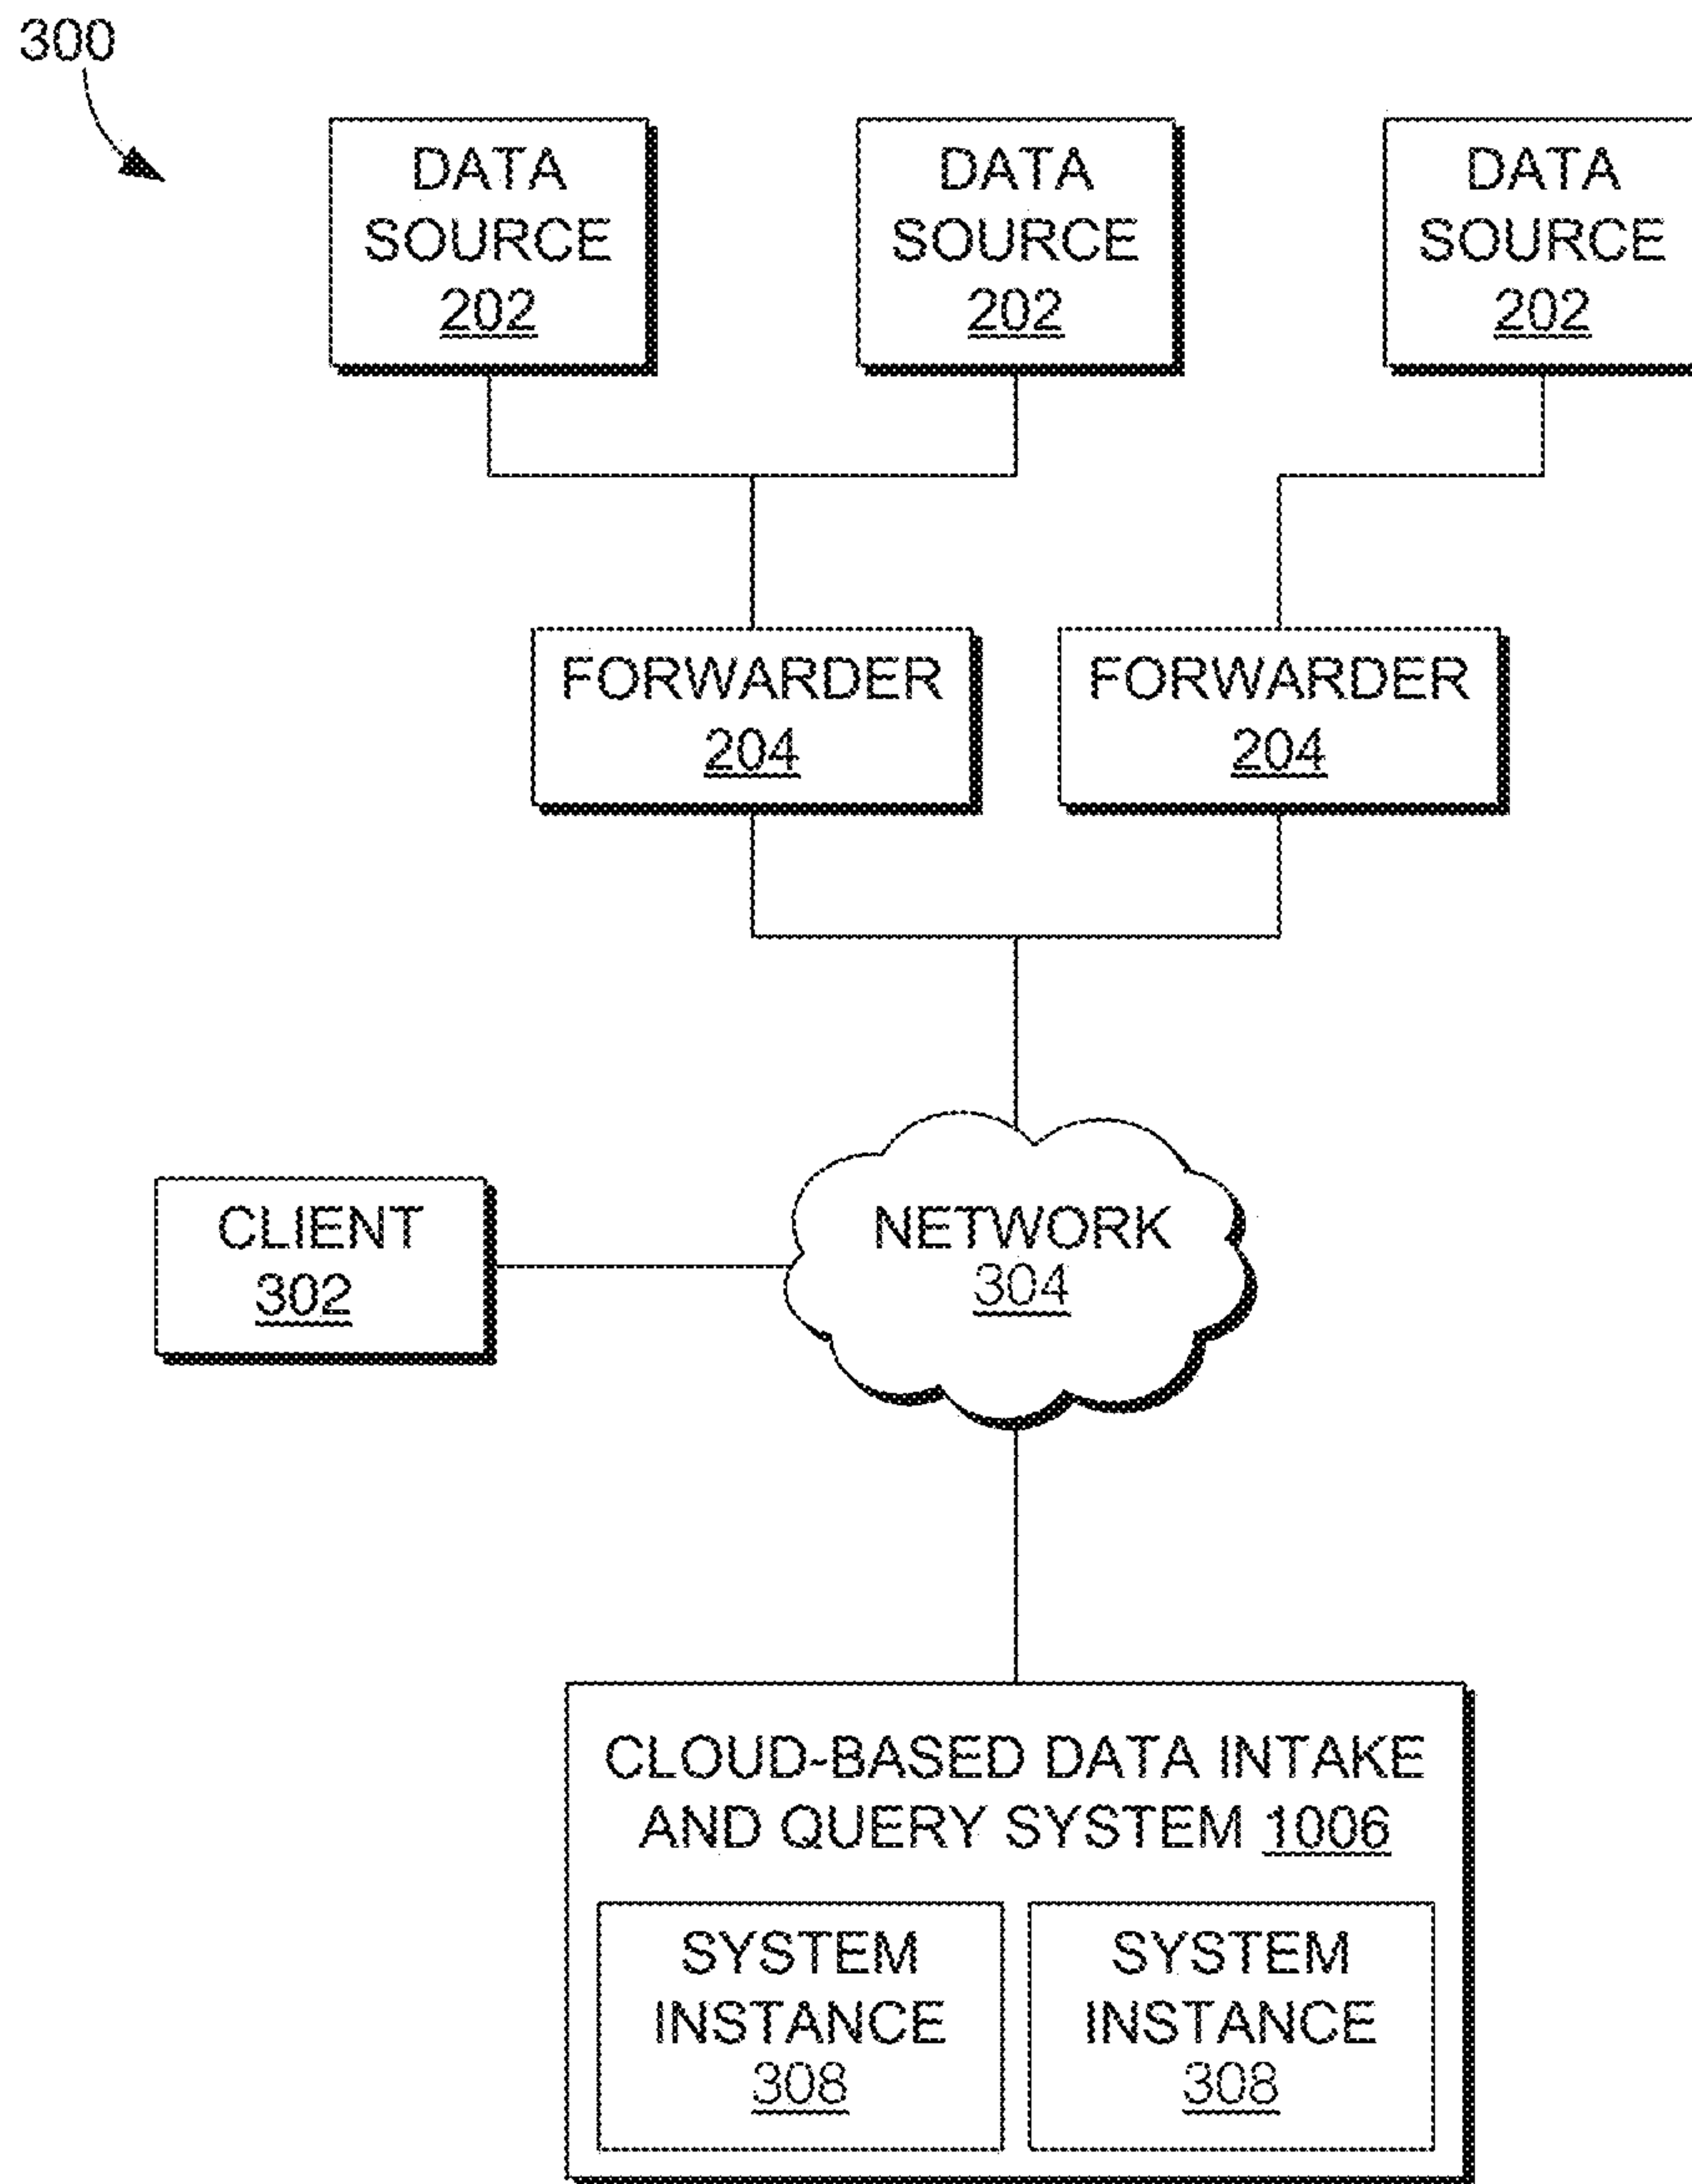 300
DATA
SOURCE
202
DATA
SOURCE
202
DATA
SOURCE
202
FORWARDER
204
FORWARDER
204
CLIENT
302
NETWORK
304
CLOUD-BASED DATA INTAKE
AND QUERY SYSTEM 1006
SYSTEM
INSTANCE
308
SYSTEM
INSTANCE
308